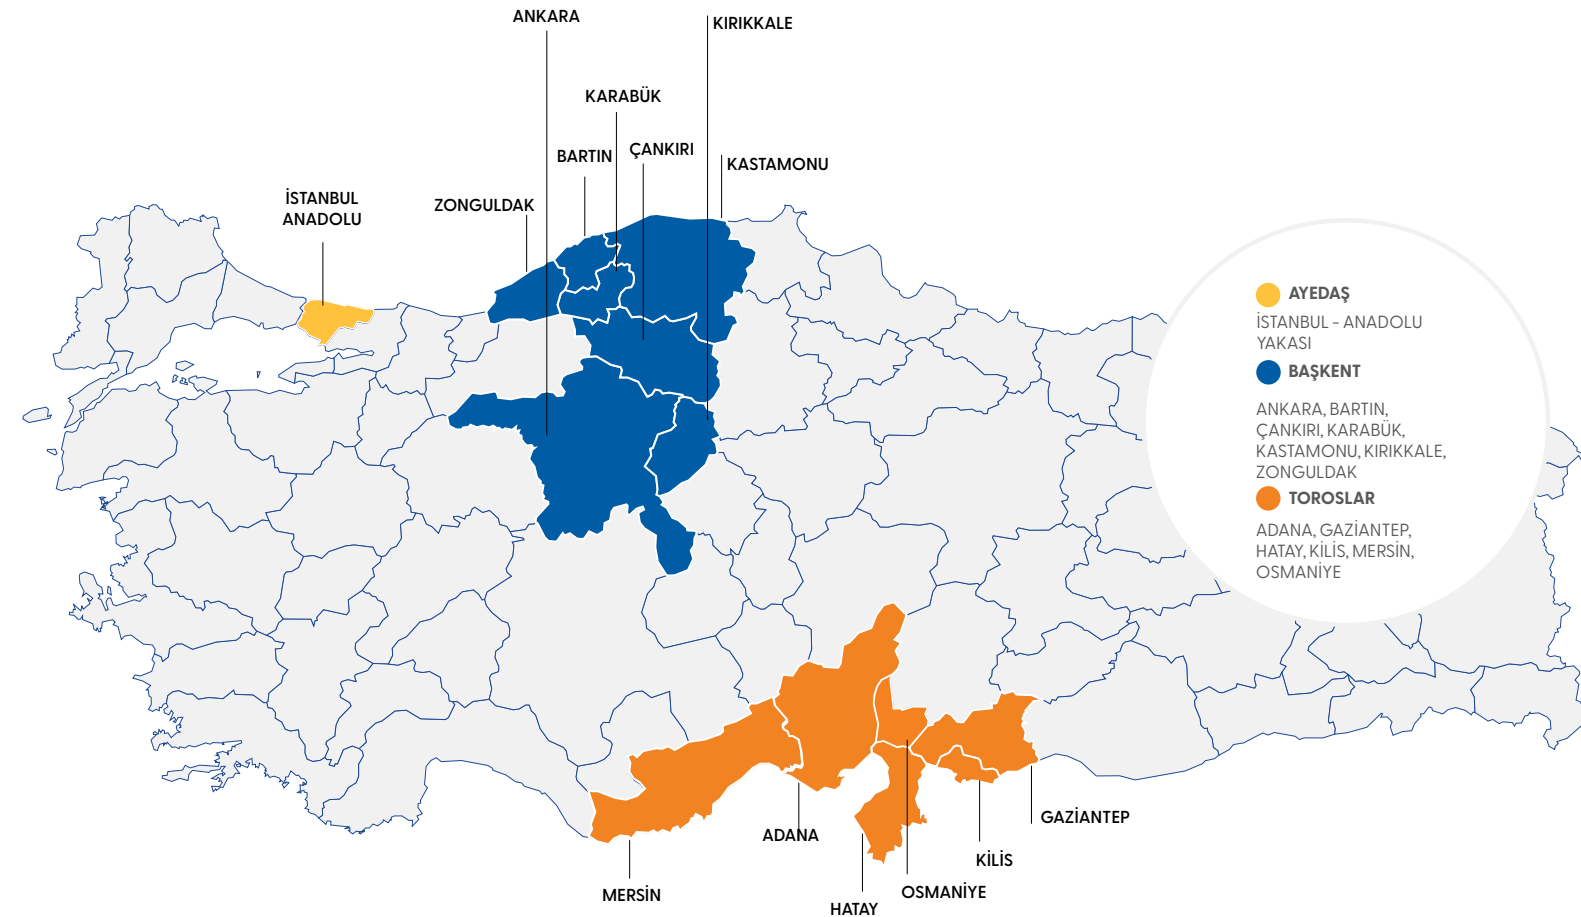 ANKARA
KIRIKKALE
KARABÜK
BARTIN
ÇANKIRI
KASTAMONU
İSTANBUL
ANADOLU
ZONGULDAK
AYEDAŞ
İSTANBUL - ANADOLU
YAKASI
BAŞKENT
ANKARA, BARTIN,
ÇANKIRI, KARABÜK,
KASTAMONU, KIRIKKALE,
ZONGULDAK
TOROSLAR
ADANA, GAZİANTEP,
HATAY, KİLİS, MERSİN,
OSMANİYE
GAZİANTEP
ADANA
KİLİS
MERSİN
OSMANİYE
HATAY